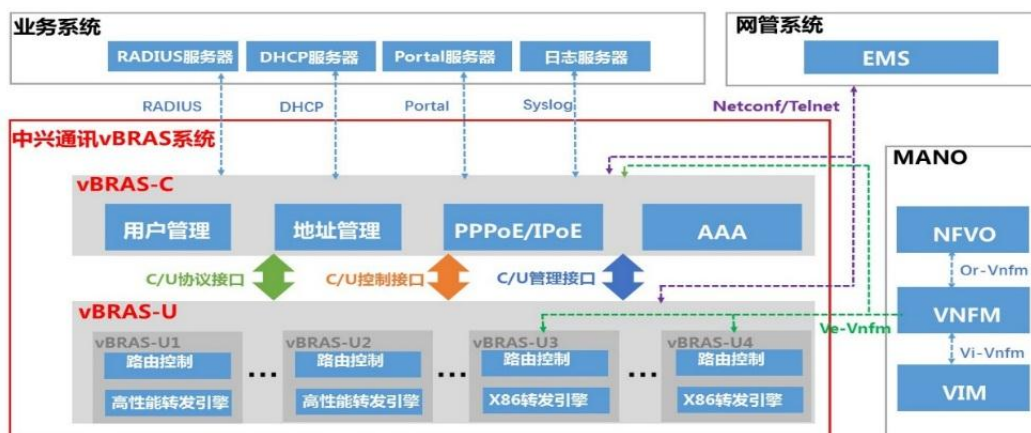 业务系统
RADIUS服务器 DHCP服务器 Portal服务器 日志服务器
网管系统
EMS
RADIUS DHCP Portal Syslog
Netconf/Telnet
中兴通讯vBRAS系统
MANO
vBRAS-C
用户管理 地址管理 PPPoE/IPoE AAA
NFVO
C/U协议接口 C/U控制接口 C/U管理接口
Or-Vnfm
vBRAS-U
VNFM
Ve-Vnfm
vBRAS-U1 vBRAS-U2 vBRAS-U3 vBRAS-U4
Vi-Vnfm
路由控制 ... 路由控制 ... 路由控制 ... 路由控制
高性能转发引擎 高性能转发引擎 X86转发引擎 X86转发引擎
VIM